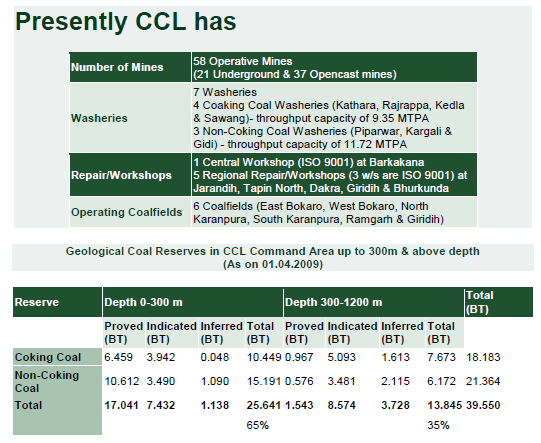 Presently CCL has
Number of Mines
58 Operative Mines
(21 Underground & 37 Opencast mines)
Washeries
7 Washeries
4 Coaking Coal Washeries (Kathara, Rajrappa, Kedla
& Sawang)- throughput capacity of 9.35 MTPA
3 Non-Coking Coal Washeries (Piparwar, Kargali &
Gidi) - throughput capacity of 11.72 MTPA
Repair/Workshops
1 Central Workshop (ISO 9001) at Barkakana
5 Regional Repair/Workshops (3 w/s are ISO 9001) at
Jarandih, Tapin North, Dakra, Giridih & Bhurkunda
Operating Coalfields
6 Coalfields (East Bokaro, West Bokaro, North
Karanpura, South Karanpura, Ramgarh & Giridih)
Geological Coal Reserves in CCL Command Area up to 300m & above depth
(As on 01.04.2009)
Reserve Depth 0-300 m Depth 300-1200 m Total
(BT)
Proved Indicated Inferred Total Proved Indicated Inferred Total
(BT) (BT) (BT) (BT) (BT) (BT) (BT) (BT)
Coking Coal 6.459 3.942 0.048 10.449 0.967 5.093 1.613 7.673 18.183
Non-Coking
Coal 10.612 3.490 1.090 15.191 0.576 3.481 2.115 6.172 21.364
Total 17.041 7.432 1.138 25.641 1.543 8.574 3.728 13.845 39.550
65% 35%